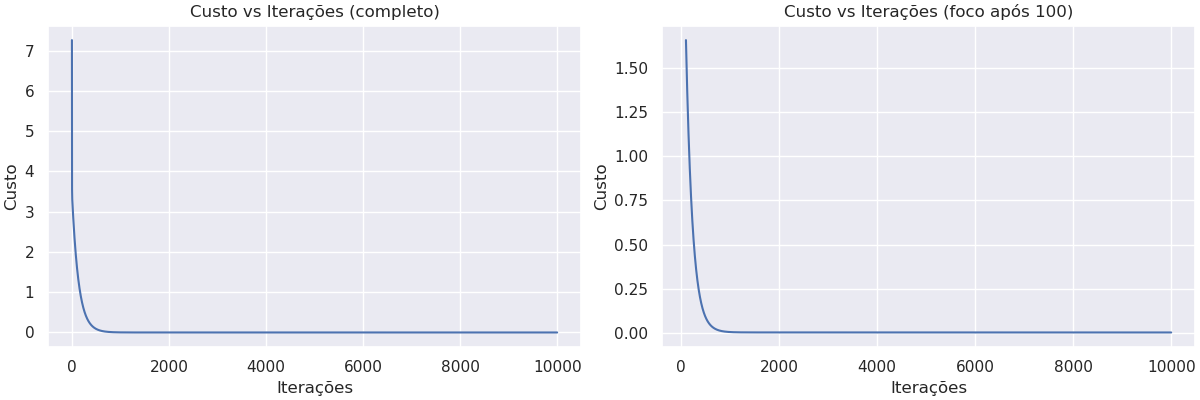 Custo vs Iterações (completo)
Custo
7
6
5
4
3
2
1
0
0 2000 4000 6000 8000 10000
Iterações
Custo vs Iterações (foco após 100)
Custo
1.50
1.25
1.00
0.75
0.50
0.25
0.00
0 2000 4000 6000 8000 10000
Iterações